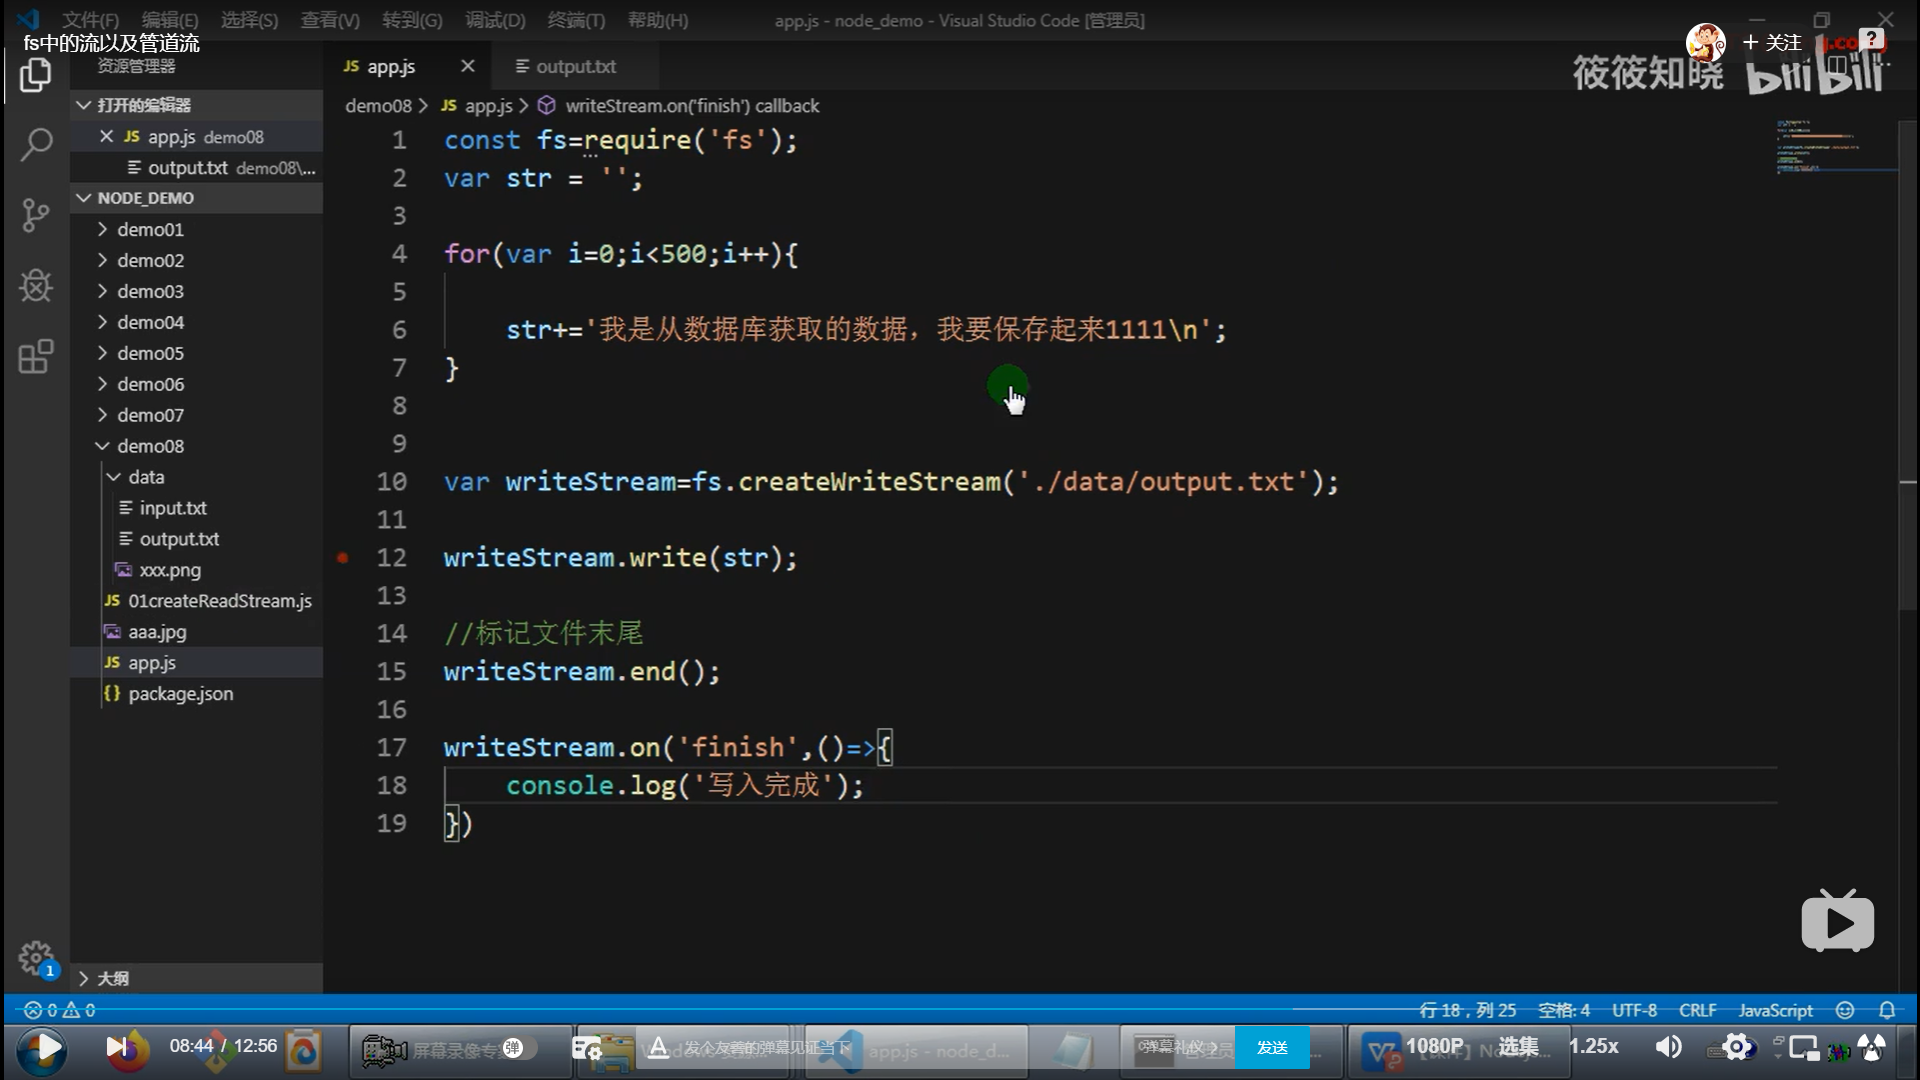 文件(F) 编辑(E) 选择(S) 查看(V) 转到(G) 调试(D) 终端(T) 帮助(H) app.js - node_demo - Visual Studio Code [管理员]
fs中的流以及管道流
+ 关注
筱筱知晓 bilibili
资源管理器
JS app.js
output.txt
打开的编辑器
JS app.js demo08
output.txt demo08\...
NODE_DEMO
demo01
demo02
demo03
demo04
demo05
demo06
demo07
demo08
data
input.txt
output.txt
xxx.png
JS 01createReadStream.js
aaa.jpg
JS app.js
{} package.json
大纲
demo08 > JS app.js > writeStream.on('finish') callback
1 const fs=require('fs');
2 var str = '';
3
4 for(var i=0;i<500;i++){
5
6 str+='我是从数据库获取的数据，我要保存起来1111\n';
7 }
8
9
10 var writeStream=fs.createWriteStream('./data/output.txt');
11
12 writeStream.write(str);
13
14 //标记文件末尾
15 writeStream.end();
16
17 writeStream.on('finish',()=>{
18 console.log('写入完成');
19 })
1
0 0
行 18，列 25 空格: 4 UTF-8 CRLF JavaScript
08:44 / 12:56
屏幕录像专
弹
发个友善的弹幕见证当下
app.js - node_d...
弹幕礼仪 >
管理员
发送
1080P 选集 1.25x